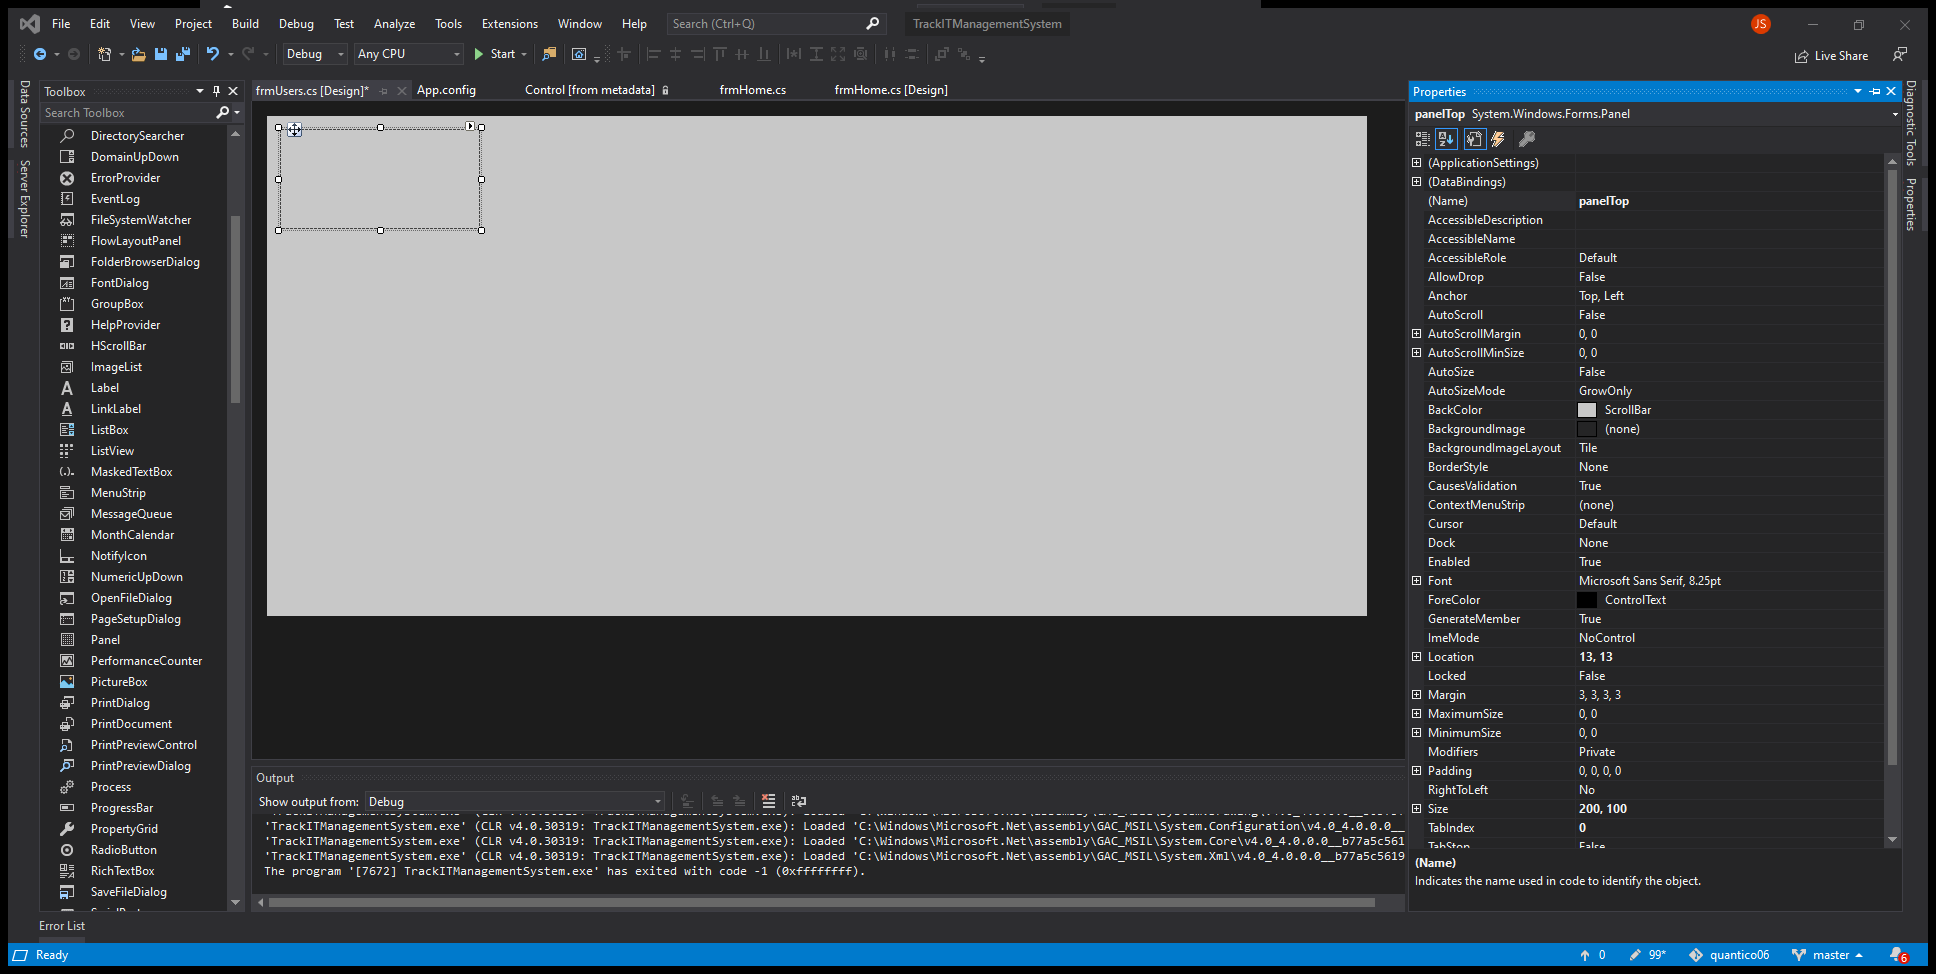 File Edit View Project Build Debug Test Analyze Tools Extensions Window Help Search (Ctrl+Q) TrackITManagementSystem JS
Debug Any CPU Start Live Share
Data Sources
Server Explorer
Toolbox
Search Toolbox
DirectorySearcher
DomainUpDown
ErrorProvider
EventLog
FileSystemWatcher
FlowLayoutPanel
FolderBrowserDialog
FontDialog
GroupBox
HelpProvider
HScrollBar
ImageList
Label
LinkLabel
ListBox
ListView
MaskedTextBox
MenuStrip
MessageQueue
MonthCalendar
NotifyIcon
NumericUpDown
OpenFileDialog
PageSetupDialog
Panel
PerformanceCounter
PictureBox
PrintDialog
PrintDocument
PrintPreviewControl
PrintPreviewDialog
Process
ProgressBar
PropertyGrid
RadioButton
RichTextBox
SaveFileDialog
frmUsers.cs [Design]* App.config Control [from metadata] frmHome.cs frmHome.cs [Design]
Output
Show output from: Debug
'TrackITManagementSystem.exe' (CLR v4.0.30319: TrackITManagementSystem.exe): Loaded 'C:\Windows\Microsoft.Net\assembly\GAC_MSIL\System.Configuration\v4.0_4.0.0.0__
'TrackITManagementSystem.exe' (CLR v4.0.30319: TrackITManagementSystem.exe): Loaded 'C:\Windows\Microsoft.Net\assembly\GAC_MSIL\System.Core\v4.0_4.0.0.0__b77a5c561
'TrackITManagementSystem.exe' (CLR v4.0.30319: TrackITManagementSystem.exe): Loaded 'C:\Windows\Microsoft.Net\assembly\GAC_MSIL\System.Xml\v4.0_4.0.0.0__b77a5c5619
The program '[7672] TrackITManagementSystem.exe' has exited with code -1 (0xffffffff).
Properties
panelTop System.Windows.Forms.Panel
(ApplicationSettings)
(DataBindings)
(Name) panelTop
AccessibleDescription
AccessibleName
AccessibleRole Default
AllowDrop False
Anchor Top, Left
AutoScroll False
AutoScrollMargin 0, 0
AutoScrollMinSize 0, 0
AutoSize False
AutoSizeMode GrowOnly
BackColor ScrollBar
BackgroundImage (none)
BackgroundImageLayout Tile
BorderStyle None
CausesValidation True
ContextMenuStrip (none)
Cursor Default
Dock None
Enabled True
Font Microsoft Sans Serif, 8.25pt
ForeColor ControlText
GenerateMember True
ImeMode NoControl
Location 13, 13
Locked False
Margin 3, 3, 3, 3
MaximumSize 0, 0
MinimumSize 0, 0
Modifiers Private
Padding 0, 0, 0, 0
RightToLeft No
Size 200, 100
TabIndex 0
TabStop False
(Name)
Indicates the name used in code to identify the object.
Diagnostic Tools
Properties
Error List
Ready 0 99* quantico06 master 6